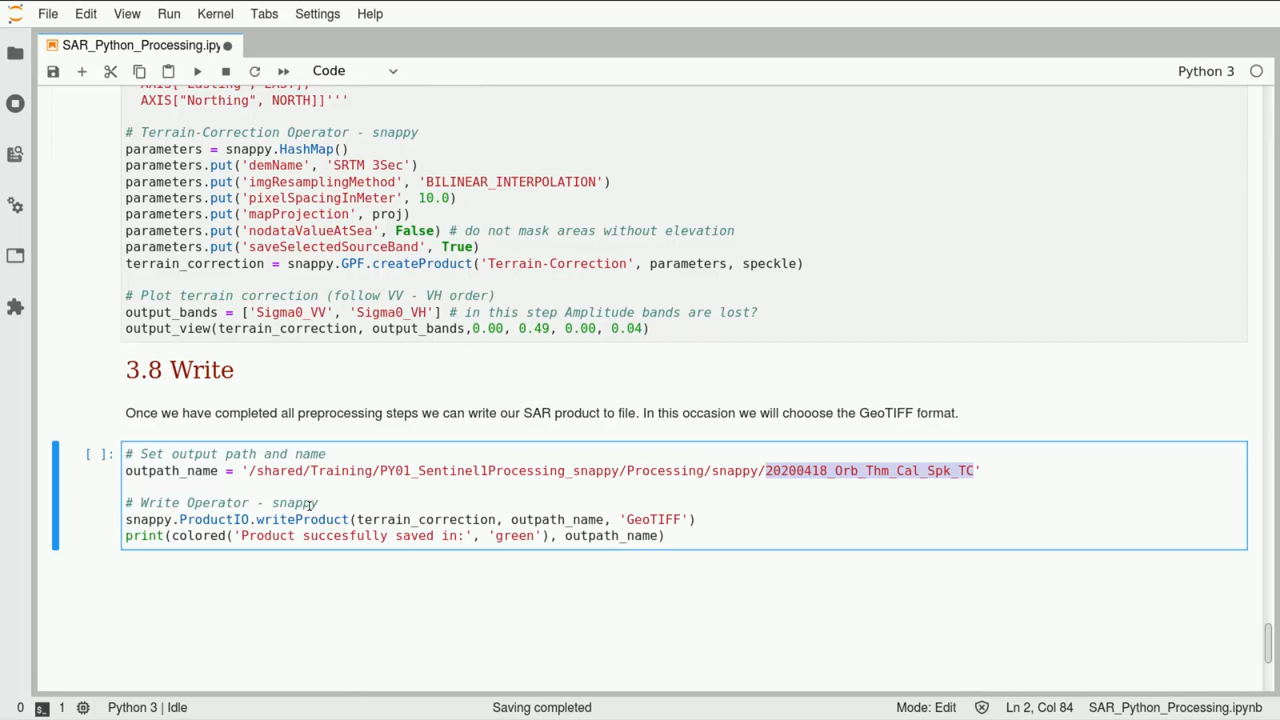 File Edit View Run Kernel Tabs Settings Help
SAR_Python_Processing.ipy
Code
Python 3
AXIS["Easting", EAST],
AXIS["Northing", NORTH]]'''
# Terrain-Correction Operator - snappy
parameters = snappy.HashMap()
parameters.put('demName', 'SRTM 3Sec')
parameters.put('imgResamplingMethod', 'BILINEAR_INTERPOLATION')
parameters.put('pixelSpacingInMeter', 10.0)
parameters.put('mapProjection', proj)
parameters.put('nodataValueAtSea', False) # do not mask areas without elevation
parameters.put('saveSelectedSourceBand', True)
terrain_correction = snappy.GPF.createProduct('Terrain-Correction', parameters, speckle)
# Plot terrain correction (follow VV - VH order)
output_bands = ['Sigma0_VV', 'Sigma0_VH'] # in this step Amplitude bands are lost?
output_view(terrain_correction, output_bands,0.00, 0.49, 0.00, 0.04)
3.8 Write
Once we have completed all preprocessing steps we can write our SAR product to file. In this occasion we will chooose the GeoTIFF format.
[ ]:
# Set output path and name
outpath_name = '/shared/Training/PY01_Sentinel1Processing_snappy/Processing/snappy/20200418_Orb_Thm_Cal_Spk_TC'
# Write Operator - snappy
snappy.ProductIO.writeProduct(terrain_correction, outpath_name, 'GeoTIFF')
print(colored('Product succesfully saved in:', 'green'), outpath_name)
0 1 Python 3 | Idle Saving completed Mode: Edit Ln 2, Col 84 SAR_Python_Processing.ipynb